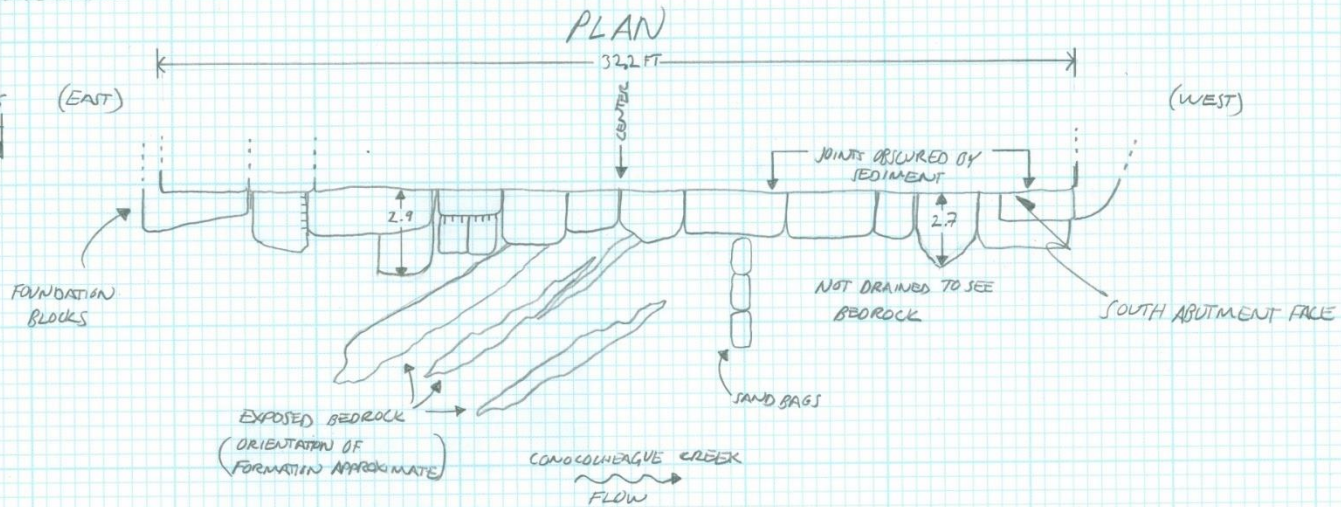 PLAN
32.2 FT
(EAST)
CENTER
(WEST)
JOINTS OBSCURED BY
SEDIMENT
2.9
2.7
FOUNDATION
BLOCKS
NOT DRAINED TO SEE
BEDROCK
SOUTH ABUTMENT FACE
SAND BAGS
EXPOSED BEDROCK
(ORIENTATION OF
FORMATION APPROXIMATE)
CONOCOCHEAGUE CREEK
FLOW